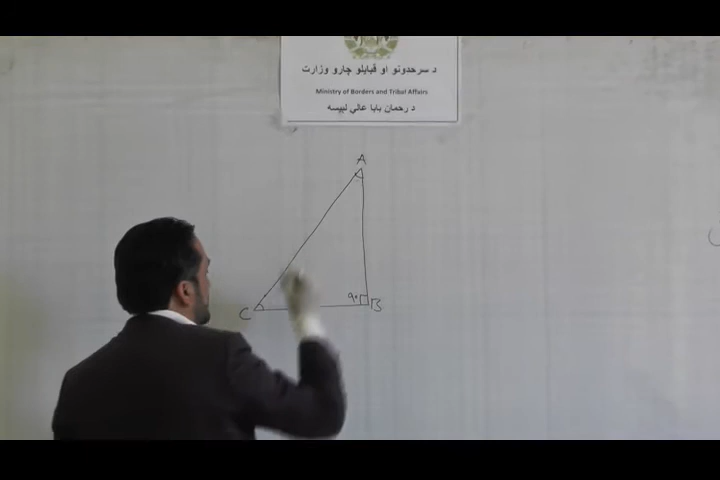 د سرحدونو او قبایلو چارو وزارت
Ministry of Borders and Tribal Affairs
د رحمان بابا عالي لیسه
A
۹۰
B
C